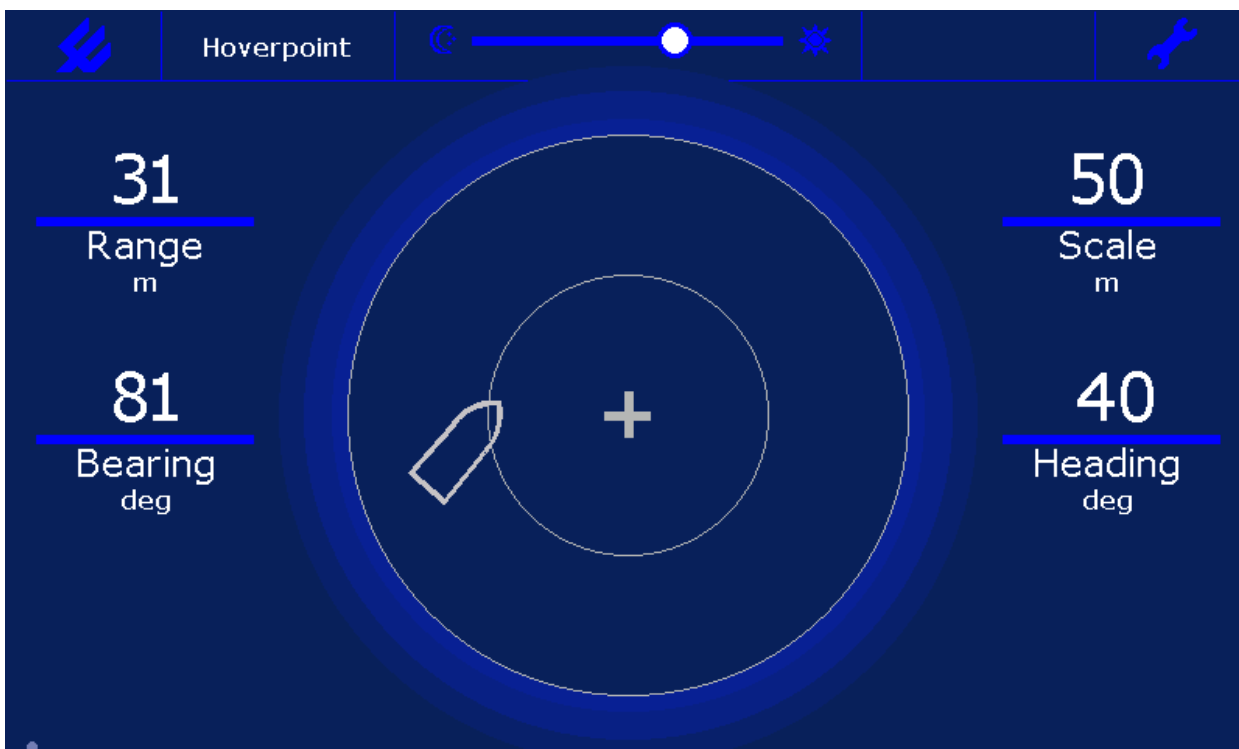 Hoverpoint
31
Range
m
81
Bearing
deg
50
Scale
m
40
Heading
deg